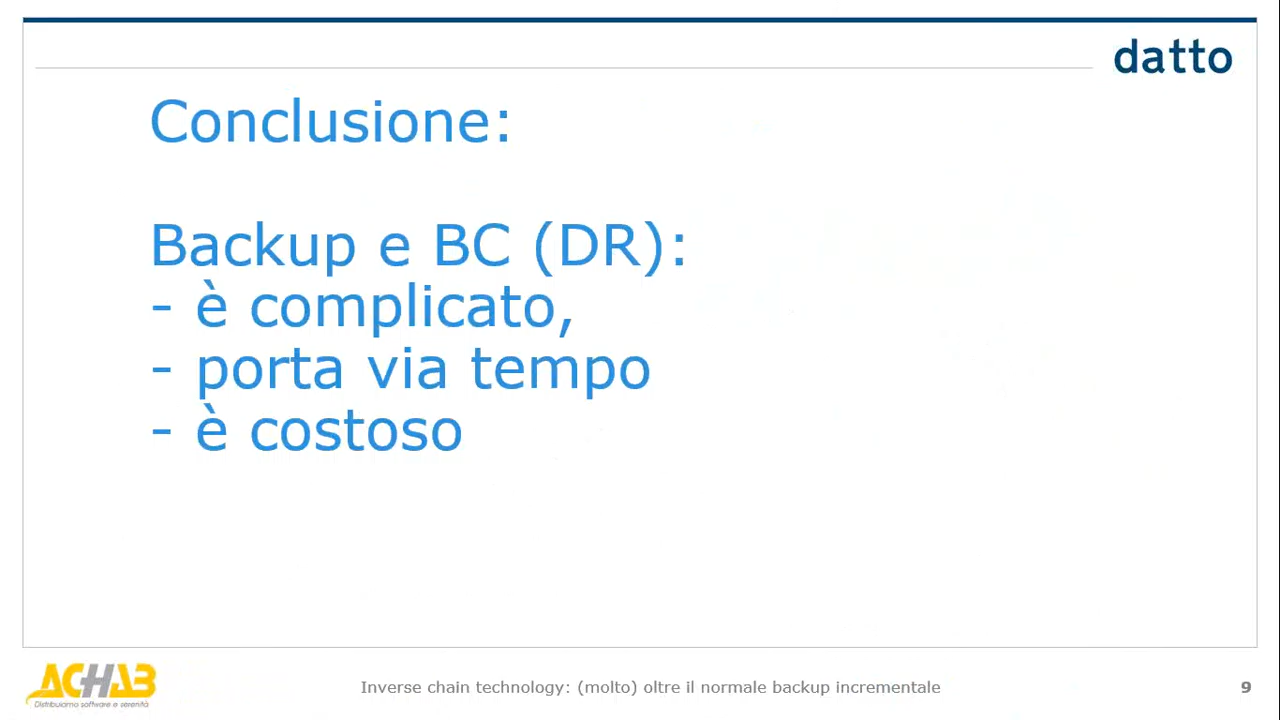 datto
Conclusione:
Backup e BC (DR):
- è complicato,
- porta via tempo
- è costoso
ACHAB
Distribuiamo software e serenità
Inverse chain technology: (molto) oltre il normale backup incrementale
9